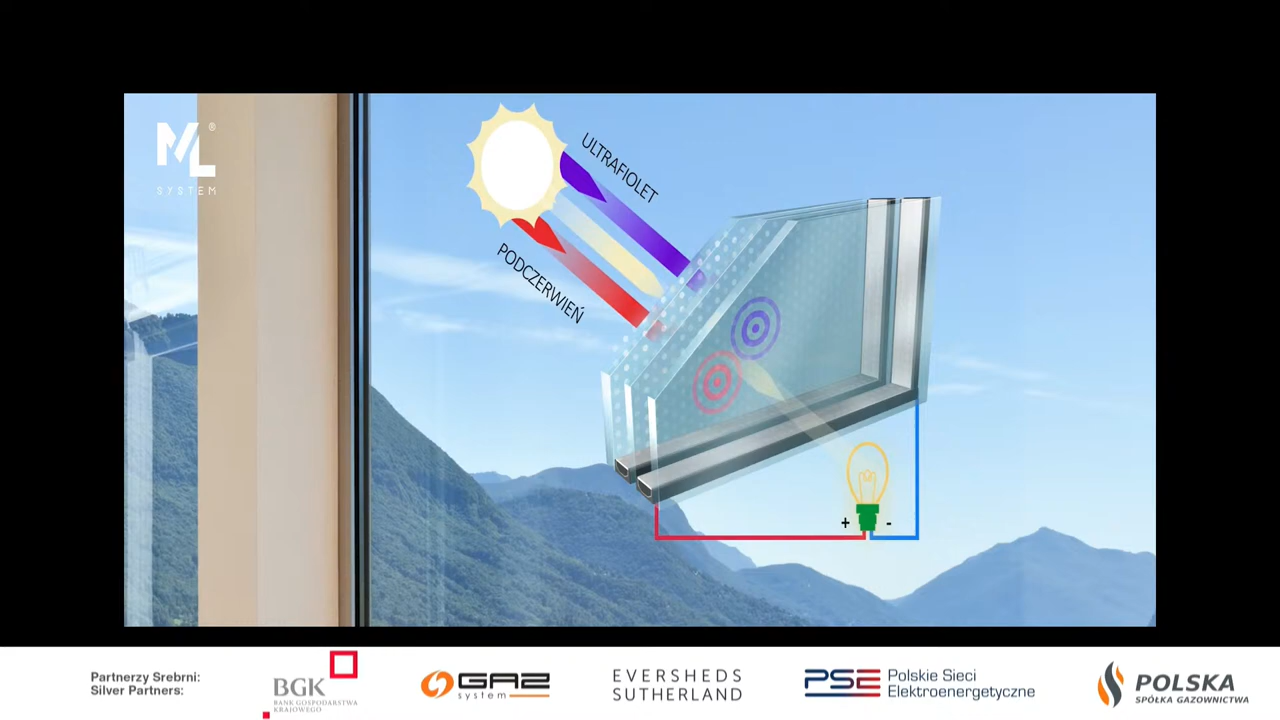 ML®
SYSTEM
ULTRAFIOLET
PODCZERWIEŃ
+ -
Partnerzy Srebrni:
Silver Partners:
BGK
BANK GOSPODARSTWA
KRAJOWEGO
GAZ
system
EVERSHEDS
SUTHERLAND
PSE Polskie Sieci
Elektroenergetyczne
POLSKA
SPÓŁKA GAZOWNICTWA